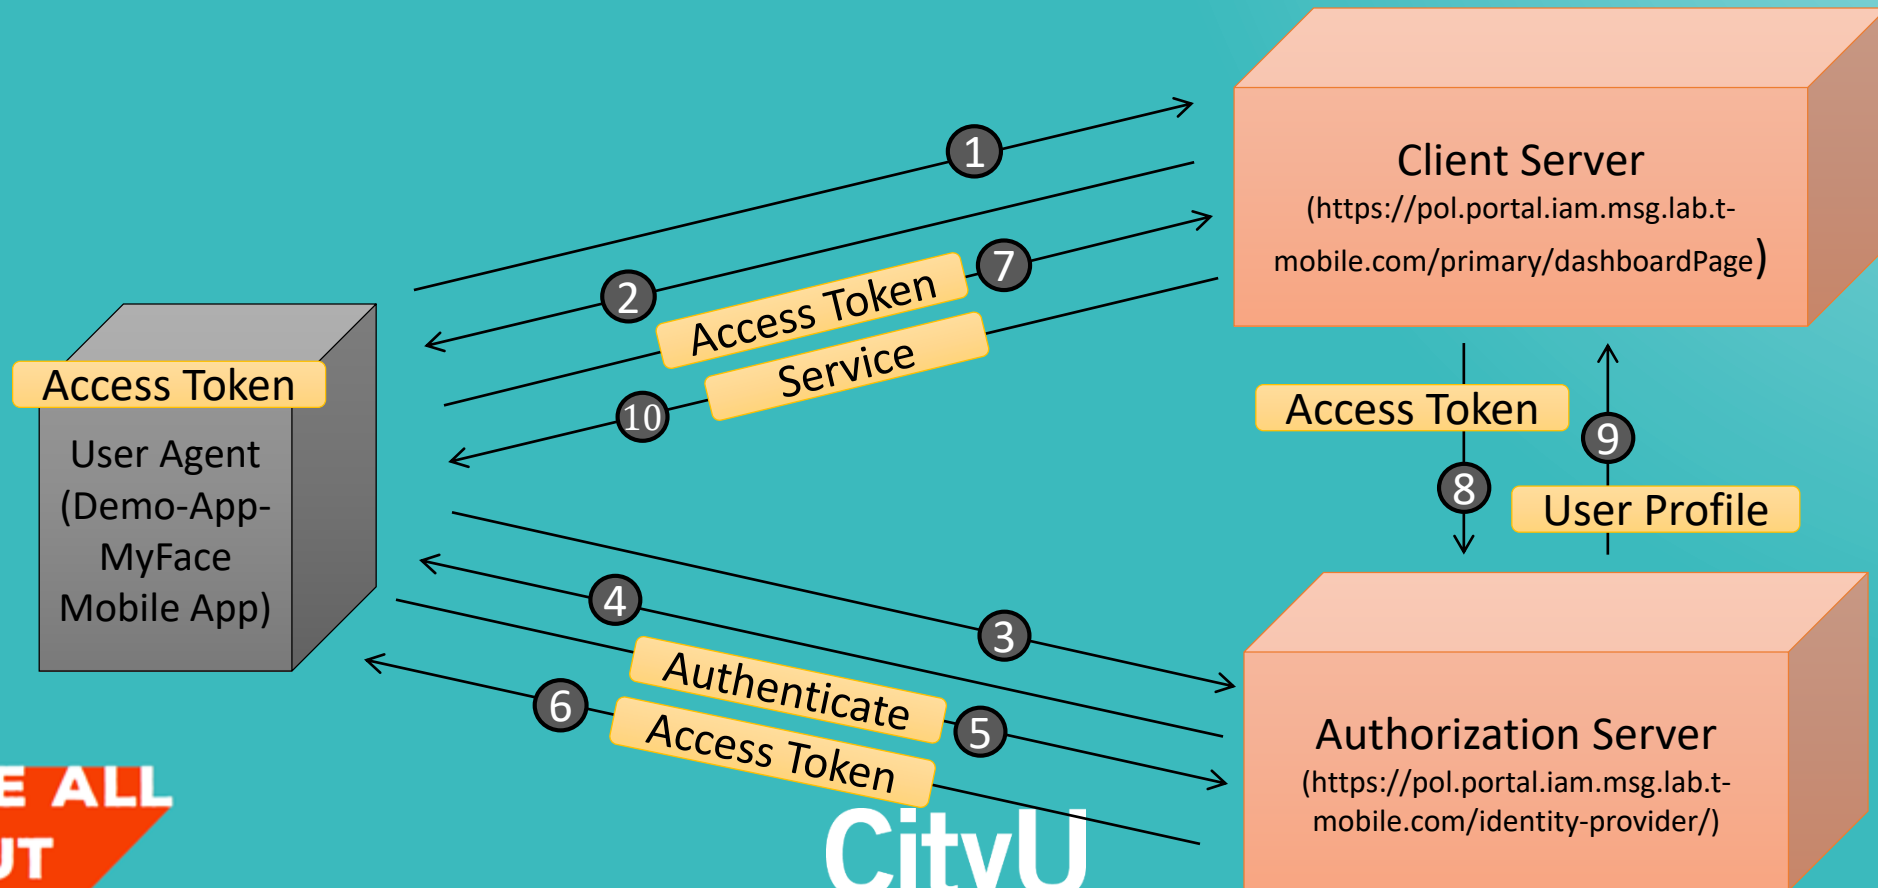 1
Client Server
(https://pol.portal.iam.msg.lab.t-
mobile.com/primary/dashboardPage)
2
7
Access Token
Service
10
Access Token
User Agent
(Demo-App-
MyFace
Mobile App)
Access Token
8
9
User Profile
4
3
Authenticate
5
6
Access Token
Authorization Server
(https://pol.portal.iam.msg.lab.t-
mobile.com/identity-provider/)
E ALL
UT
CityU